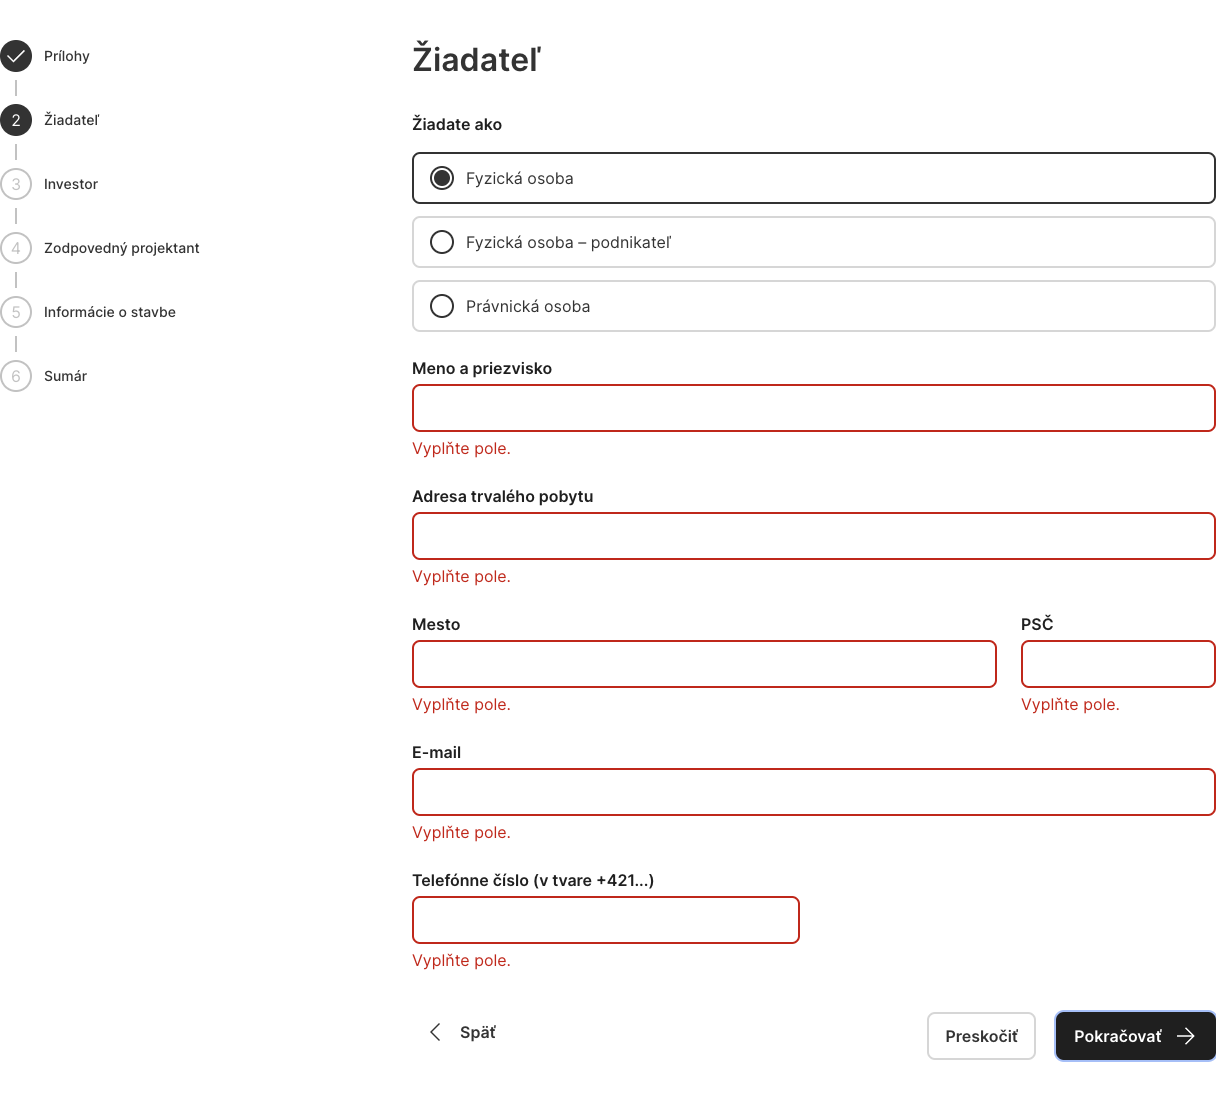 Prílohy
2
Žiadateľ
3
Investor
4
Zodpovedný projektant
5
Informácie o stavbe
6
Sumár
Žiadateľ
Žiadate ako
Fyzická osoba
Fyzická osoba – podnikateľ
Právnická osoba
Meno a priezvisko
Vyplňte pole.
Adresa trvalého pobytu
Vyplňte pole.
Mesto
Vyplňte pole.
PSČ
Vyplňte pole.
E-mail
Vyplňte pole.
Telefónne číslo (v tvare +421...)
Vyplňte pole.
Späť
Preskočiť
Pokračovať